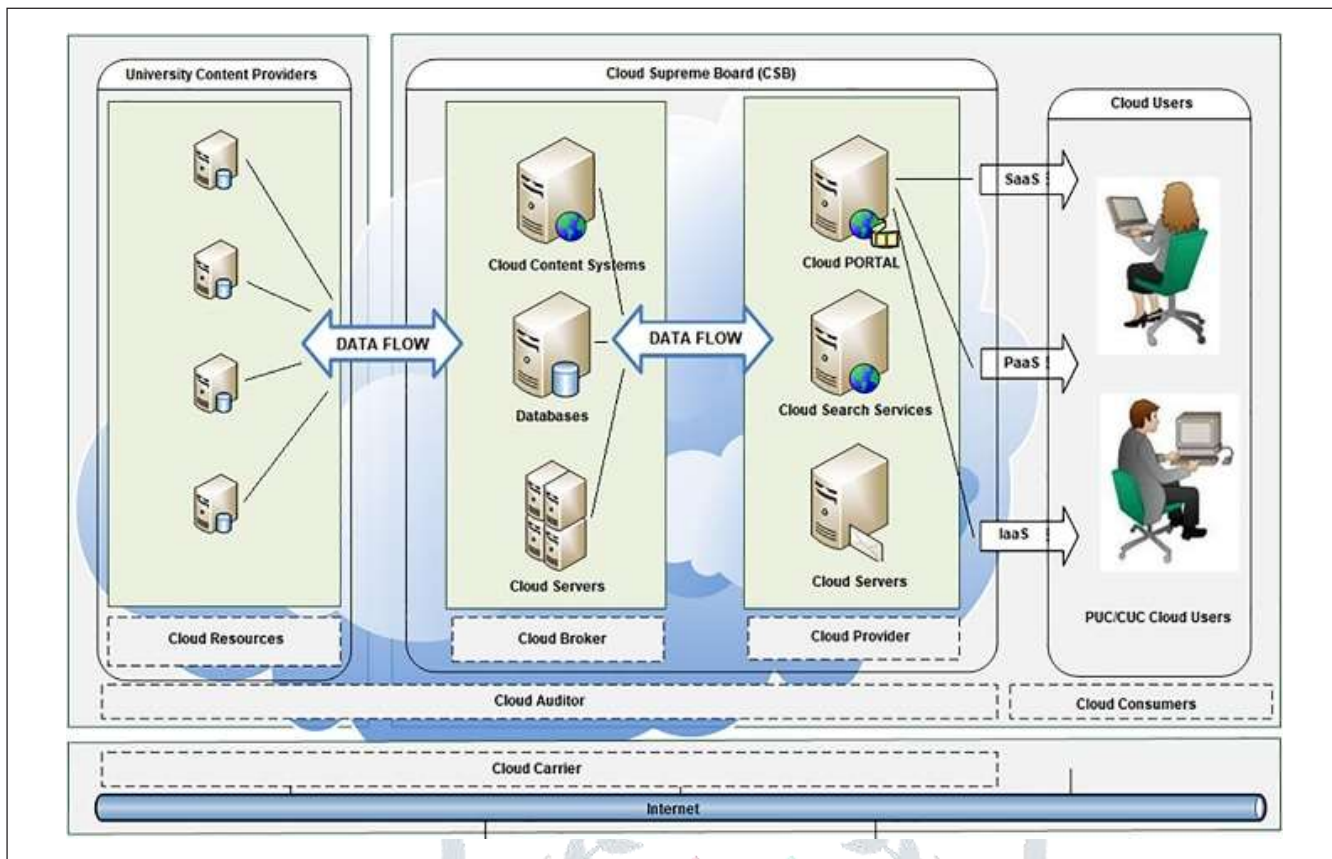 University Content Providers
Cloud Supreme Board (CSB)
Cloud Users
SaaS
Cloud Content Systems
Cloud PORTAL
DATA FLOW
DATA FLOW
PaaS
Databases
Cloud Search Services
IaaS
Cloud Servers
Cloud Servers
PUC/CUC Cloud Users
Cloud Resources
Cloud Broker
Cloud Provider
Cloud Auditor
Cloud Consumers
Cloud Carrier
Internet